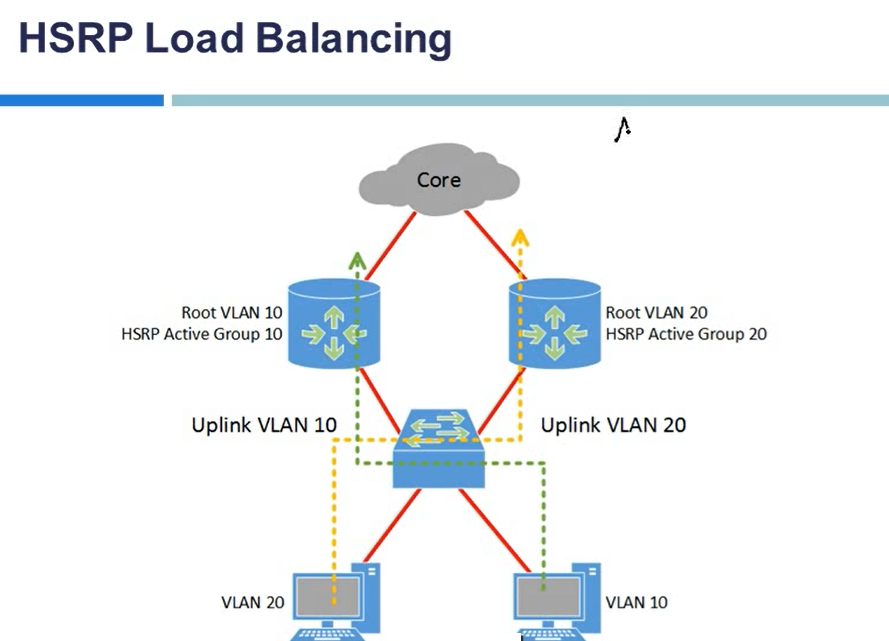 HSRP Load Balancing
Core
Root VLAN 10
HSRP Active Group 10
Root VLAN 20
HSRP Active Group 20
Uplink VLAN 10
Uplink VLAN 20
VLAN 20
VLAN 10